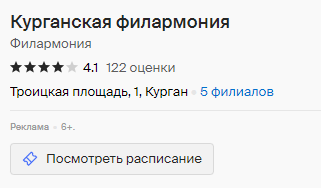 Курганская филармония
Филармония
4.1 122 оценки
Троицкая площадь, 1, Курган • 5 филиалов
Реклама • 6+.
Посмотреть расписание